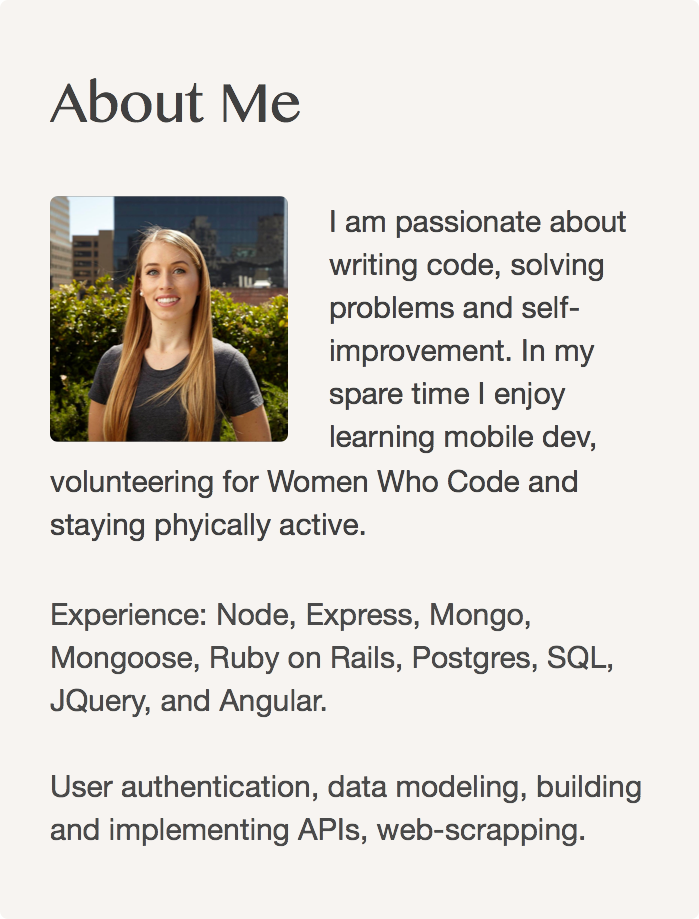 About Me
I am passionate about
writing code, solving
problems and self-
improvement. In my
spare time I enjoy
learning mobile dev,
volunteering for Women Who Code and
staying phyically active.
Experience: Node, Express, Mongo,
Mongoose, Ruby on Rails, Postgres, SQL,
JQuery, and Angular.
User authentication, data modeling, building
and implementing APIs, web-scrapping.